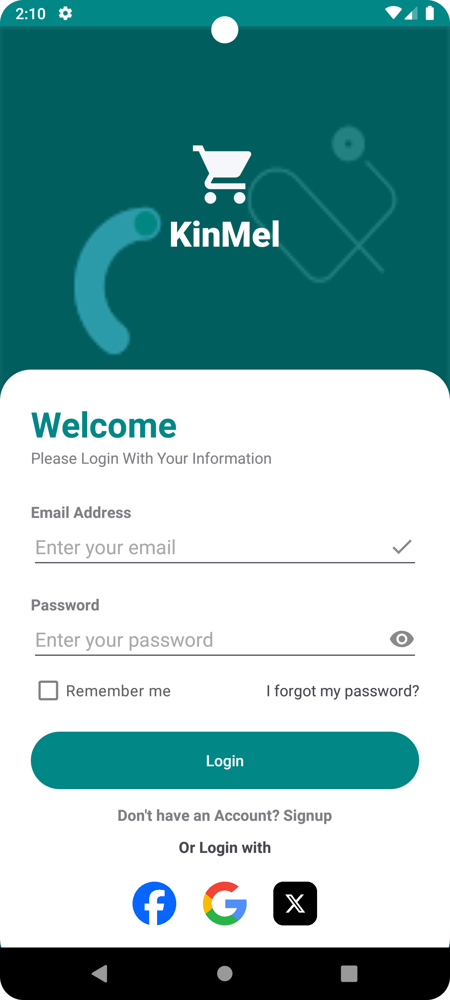 2:10
KinMel
Welcome
Please Login With Your Information
Email Address
Enter your email
Password
Enter your password
Remember me
I forgot my password?
Login
Don't have an Account? Signup
Or Login with